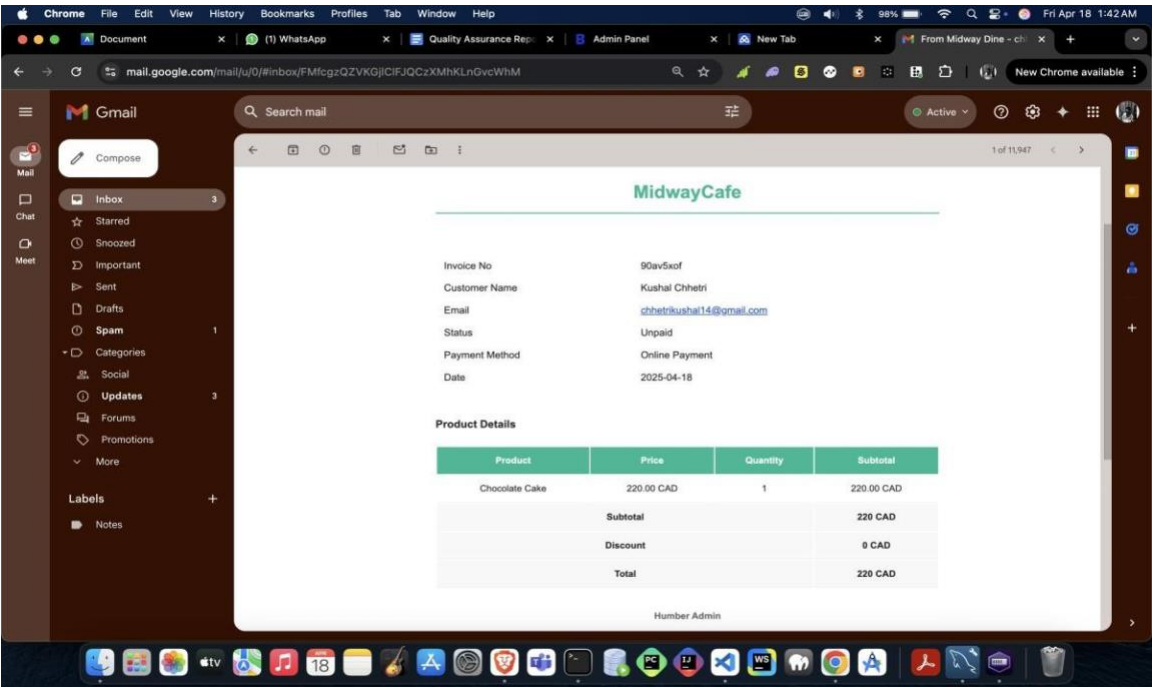 Chrome File Edit View History Bookmarks Profiles Tab Window Help 98% Fri Apr 18 1:42 AM
Document (1) WhatsApp Quality Assurance Rep Admin Panel New Tab From Midway Dine - ch
mail.google.com/mail/u/0/#inbox/ New Chrome available
Gmail Search mail Active
3
Mail
Chat
Meet
Compose
Inbox 3
Starred
Snoozed
Important
Sent
Drafts
Spam 1
Categories
Social
Updates 3
Forums
Promotions
More
Labels
Notes
1 of 11,947
MidwayCafe
Invoice No 90av5xof
Customer Name Kushal Chhetri
Email chhetrikushal14@gmail.com
Status Unpaid
Payment Method Online Payment
Date 2025-04-18
Product Details
Product Price Quantity Subtotal
Chocolate Cake 220.00 CAD 1 220.00 CAD
Subtotal 220 CAD
Discount 0 CAD
Total 220 CAD
Humber Admin
tv 18 PC IJ WS